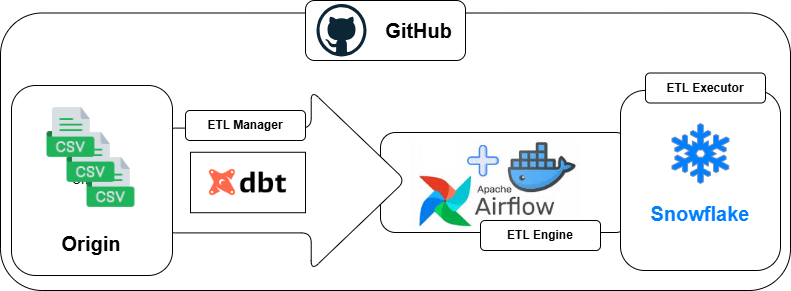 GitHub
ETL Manager
ETL Executor
CSV
CSV
CSV
dbt
Apache
Airflow
Origin
ETL Engine
Snowflake